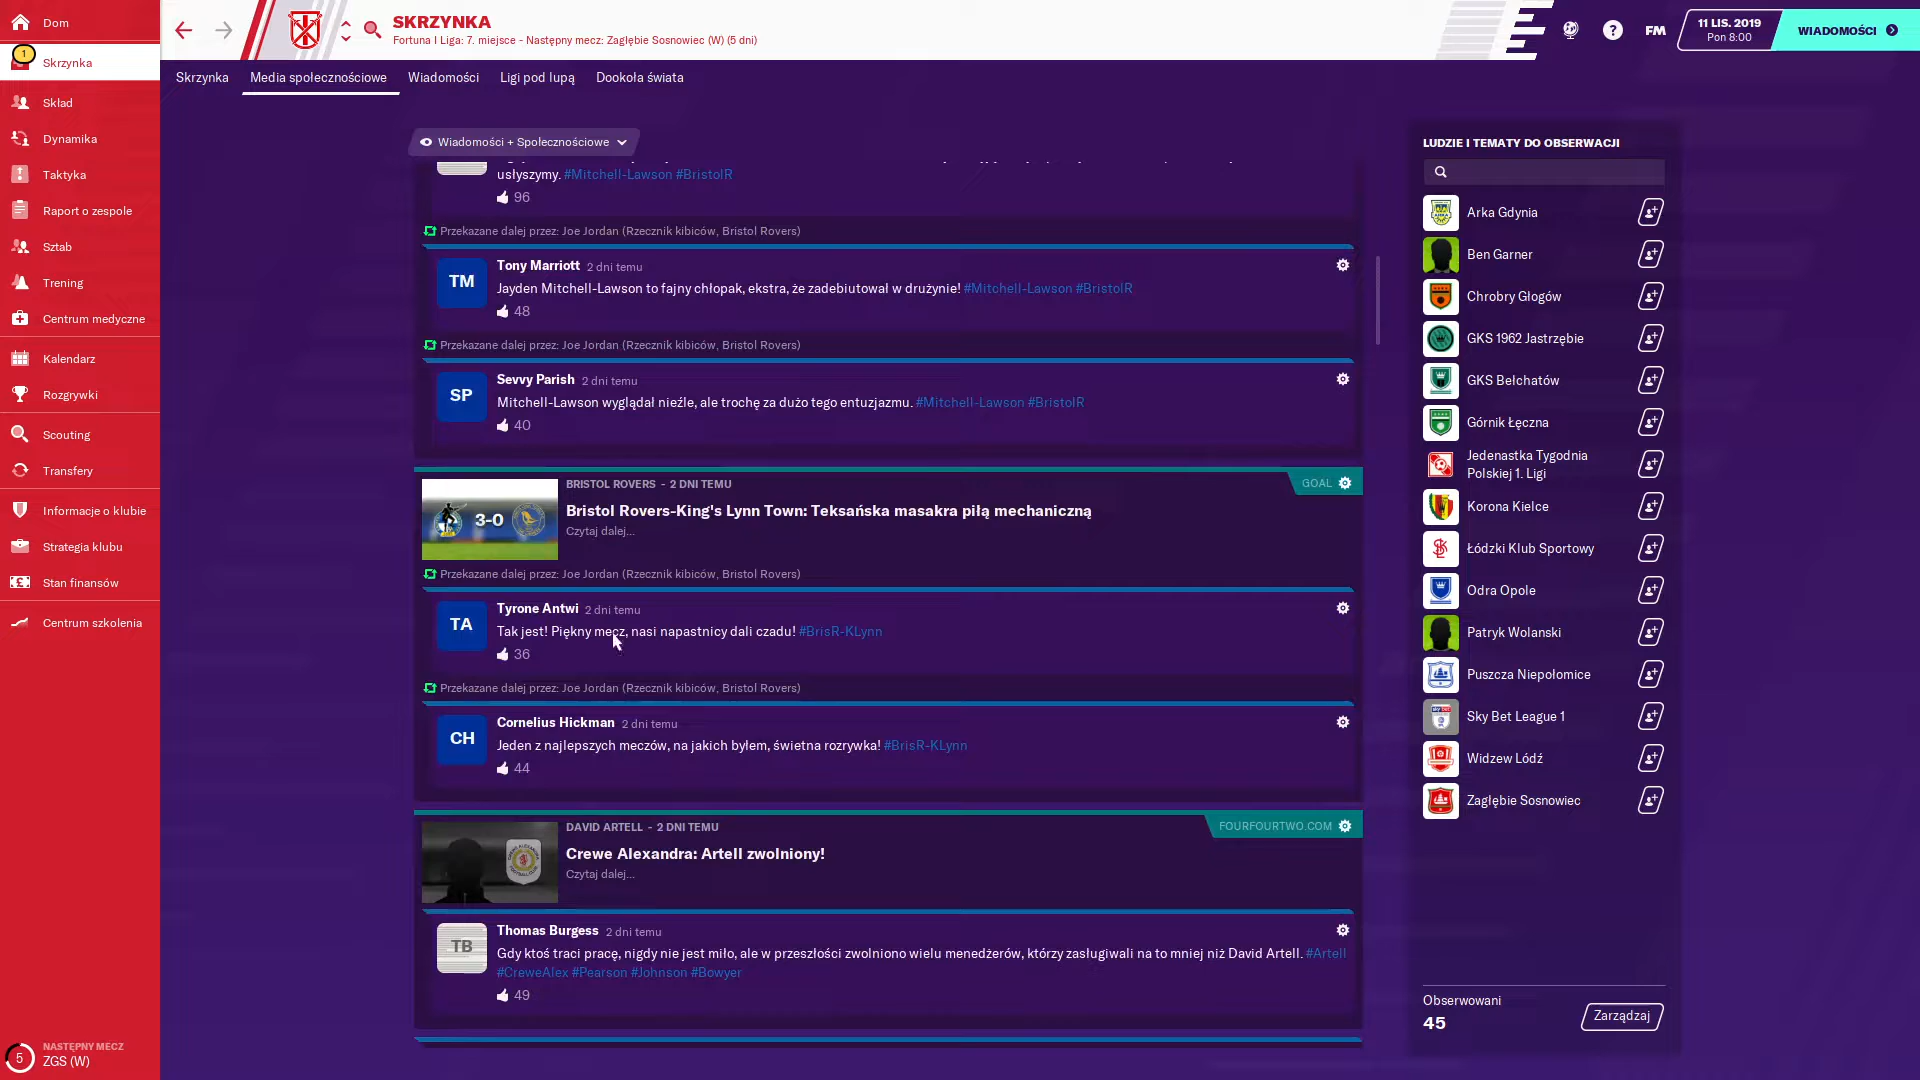 Dom
SKRZYNKA
Fortuna I Liga: 7. miejsce - Następny mecz: Zagłębie Sosnowiec (W) (5 dni)
FM
11 LIS. 2019
Pon 8:00
WIADOMOŚCI
1
Skrzynka
Skład
Dynamika
Taktyka
Raport o zespole
Sztab
Trening
Centrum medyczne
Kalendarz
Rozgrywki
Scouting
Transfery
Informacje o klubie
Strategia klubu
Stan finansów
Centrum szkolenia
5
NASTĘPNY MECZ
ZGS (W)
Skrzynka
Media społecznościowe
Wiadomości
Ligi pod lupą
Dookoła świata
Wiadomości + Społecznościowe
usłyszymy. #Mitchell-Lawson #BristolR
96
Przekazane dalej przez: Joe Jordan (Rzecznik kibiców, Bristol Rovers)
TM
Tony Marriott 2 dni temu
Jayden Mitchell-Lawson to fajny chłopak, ekstra, że zadebiutował w drużynie! #Mitchell-Lawson #BristolR
48
Przekazane dalej przez: Joe Jordan (Rzecznik kibiców, Bristol Rovers)
SP
Sevvy Parish 2 dni temu
Mitchell-Lawson wyglądał nieźle, ale trochę za dużo tego entuzjazmu. #Mitchell-Lawson #BristolR
40
BRISTOL ROVERS - 2 DNI TEMU
GOAL
3-0
Bristol Rovers-King's Lynn Town: Teksańska masakra piłą mechaniczną
Czytaj dalej...
Przekazane dalej przez: Joe Jordan (Rzecznik kibiców, Bristol Rovers)
TA
Tyrone Antwi 2 dni temu
Tak jest! Piękny mecz, nasi napastnicy dali czadu! #BrisR-KLynn
36
Przekazane dalej przez: Joe Jordan (Rzecznik kibiców, Bristol Rovers)
CH
Cornelius Hickman 2 dni temu
Jeden z najlepszych meczów, na jakich byłem, świetna rozrywka! #BrisR-KLynn
44
DAVID ARTELL - 2 DNI TEMU
FOURFOURTWO.COM
Crewe Alexandra: Artell zwolniony!
Czytaj dalej...
TB
Thomas Burgess 2 dni temu
Gdy ktoś traci pracę, nigdy nie jest miło, ale w przeszłości zwolniono wielu menedżerów, którzy zasługiwali na to mniej niż David Artell. #Artell
#CreweAlex #Pearson #Johnson #Bowyer
49
LUDZIE I TEMATY DO OBSERWACJI
Arka Gdynia
Ben Garner
Chrobry Głogów
GKS 1962 Jastrzębie
GKS Bełchatów
Górnik Łęczna
Jedenastka Tygodnia
Polskiej 1. Ligi
Korona Kielce
Łódzki Klub Sportowy
Odra Opole
Patryk Wolański
Puszcza Niepołomice
Sky Bet League 1
Widzew Łódź
Zagłębie Sosnowiec
Obserwowani
45
Zarządzaj